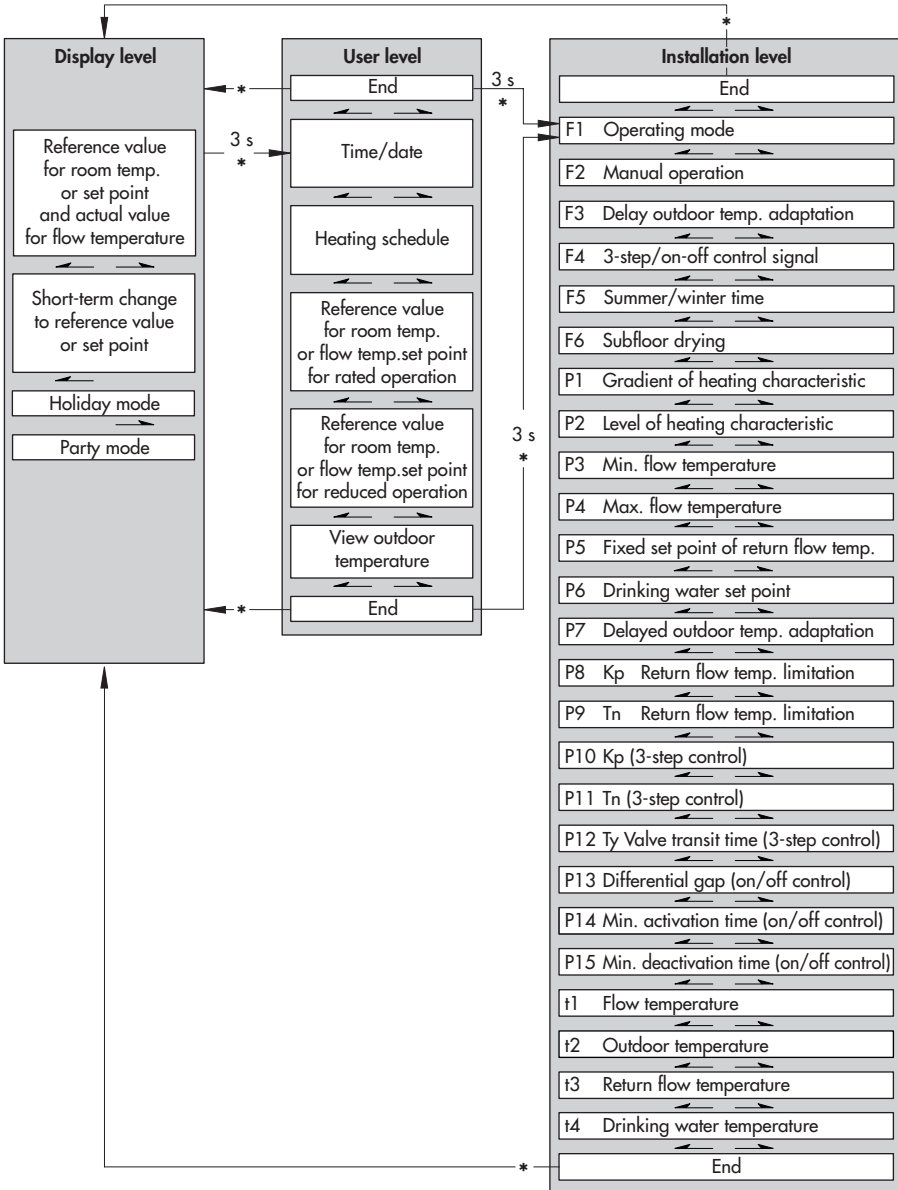 Display level
Reference value
for room temp.
or set point
and actual value
for flow temperature
Short-term change
to reference value
or set point
Holiday mode
Party mode
*
3 s
*
*
User level
End
Time/date
Heating schedule
Reference value
for room temp.
or flow temp.set point
for rated operation
Reference value
for room temp.
or flow temp.set point
for reduced operation
View outdoor
temperature
End
3 s
*
3 s
*
*
Installation level
End
F1 Operating mode
F2 Manual operation
F3 Delay outdoor temp. adaptation
F4 3-step/on-off control signal
F5 Summer/winter time
F6 Subfloor drying
P1 Gradient of heating characteristic
P2 Level of heating characteristic
P3 Min. flow temperature
P4 Max. flow temperature
P5 Fixed set point of return flow temp.
P6 Drinking water set point
P7 Delayed outdoor temp. adaptation
P8 Kp Return flow temp. limitation
P9 Tn Return flow temp. limitation
P10 Kp (3-step control)
P11 Tn (3-step control)
P12 Ty Valve transit time (3-step control)
P13 Differential gap (on/off control)
P14 Min. activation time (on/off control)
P15 Min. deactivation time (on/off control)
t1 Flow temperature
t2 Outdoor temperature
t3 Return flow temperature
t4 Drinking water temperature
End
*